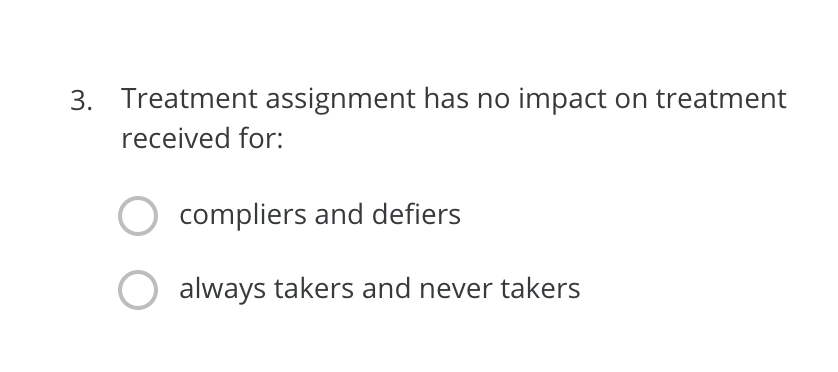 3. Treatment assignment has no impact on treatment
received for:
compliers and defiers
always takers and never takers